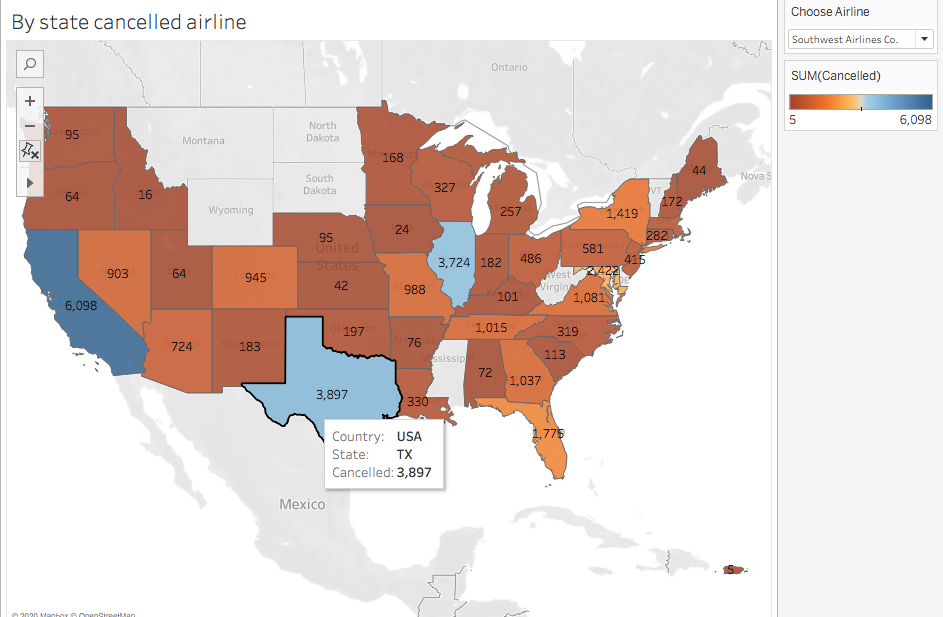 By state cancelled airline
Choose Airline
Southwest Airlines Co.
SUM(Cancelled)
5 6,098
Ontario
Montana
North
Dakota
South
Dakota
Wyoming
Nova S
VT
United
States
West
Virgin
DE
Mississip
Mexico
95
64
16
168
327
257
44
172
1,419
282
24
95
903
64
945
42
988
3,724
182
486
581
415
2,422
1,081
101
6,098
724
183
197
76
1,015
319
113
72
1,037
3,897
330
1,775
5
Country: USA
State: TX
Cancelled: 3,897
© 2020 Mapbox © OpenStreetMap